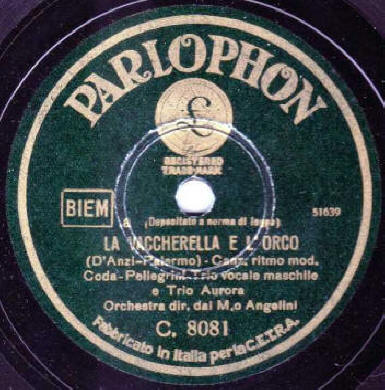 PARLOPHON
£
REGISTERED
TRADE-MARK
BIEM
A (Depositato a norma di legge)
51639
LA VACCHERELLA E L'ORCO
(D'Anzi-Palermo) - Canz. ritmo mod.
Coda-Pellegrini Trio vocale maschile
e Trio Aurora
Orchestra dir. dal M.o Angelini
C. 8081
Fabbricato in Italia per la C.E.T.R.A.